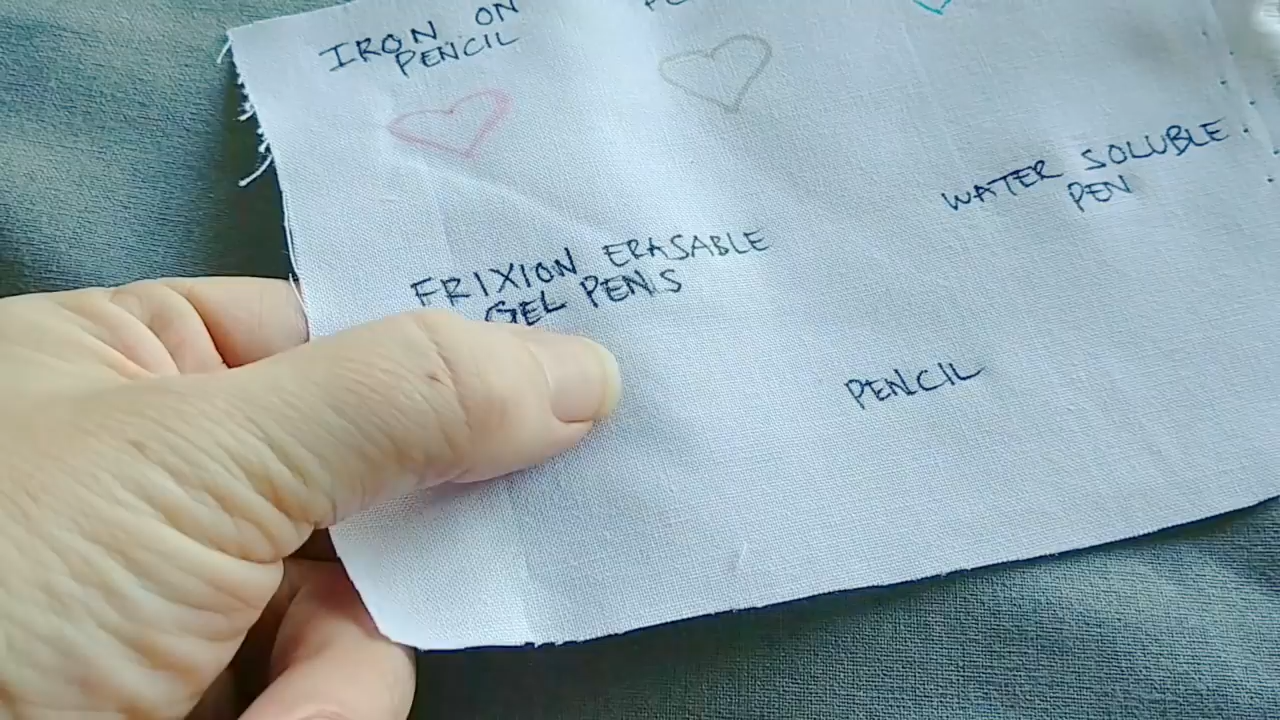 IRON ON
PENCIL
WATER SOLUBLE
PEN
FRIXION ERASABLE
GEL PENS
PENCIL